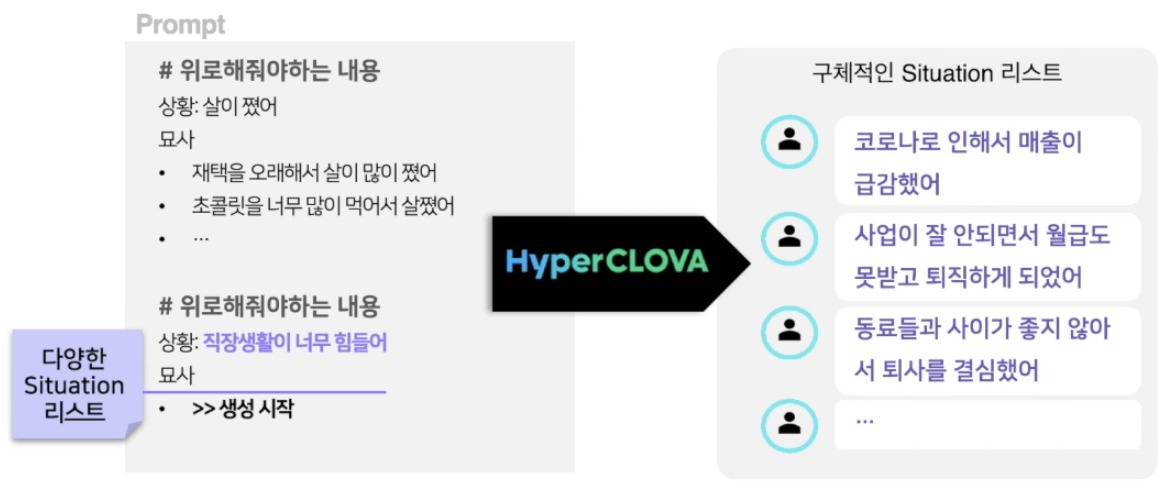 Prompt
# 위로해줘야하는 내용
상황: 살이 쪘어
묘사
• 재택을 오래해서 살이 많이 쪘어
• 초콜릿을 너무 많이 먹어서 살쪘어
• ...
# 위로해줘야하는 내용
상황: 직장생활이 너무 힘들어
묘사
• >> 생성 시작
다양한
Situation
리스트
HyperCLOVA
구체적인 Situation 리스트
코로나로 인해서 매출이
급감했어
사업이 잘 안되면서 월급도
못받고 퇴직하게 되었어
동료들과 사이가 좋지 않아
서 퇴사를 결심했어
...